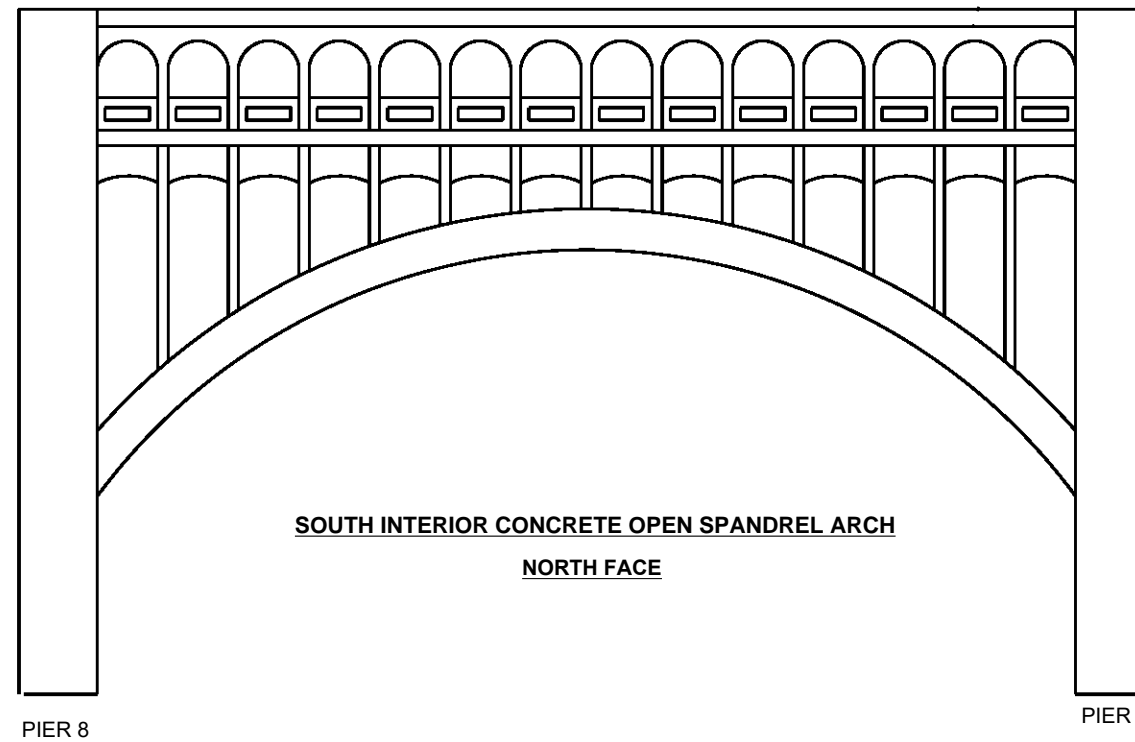 SOUTH INTERIOR CONCRETE OPEN SPANDREL ARCH
NORTH FACE
PIER 8
PIER